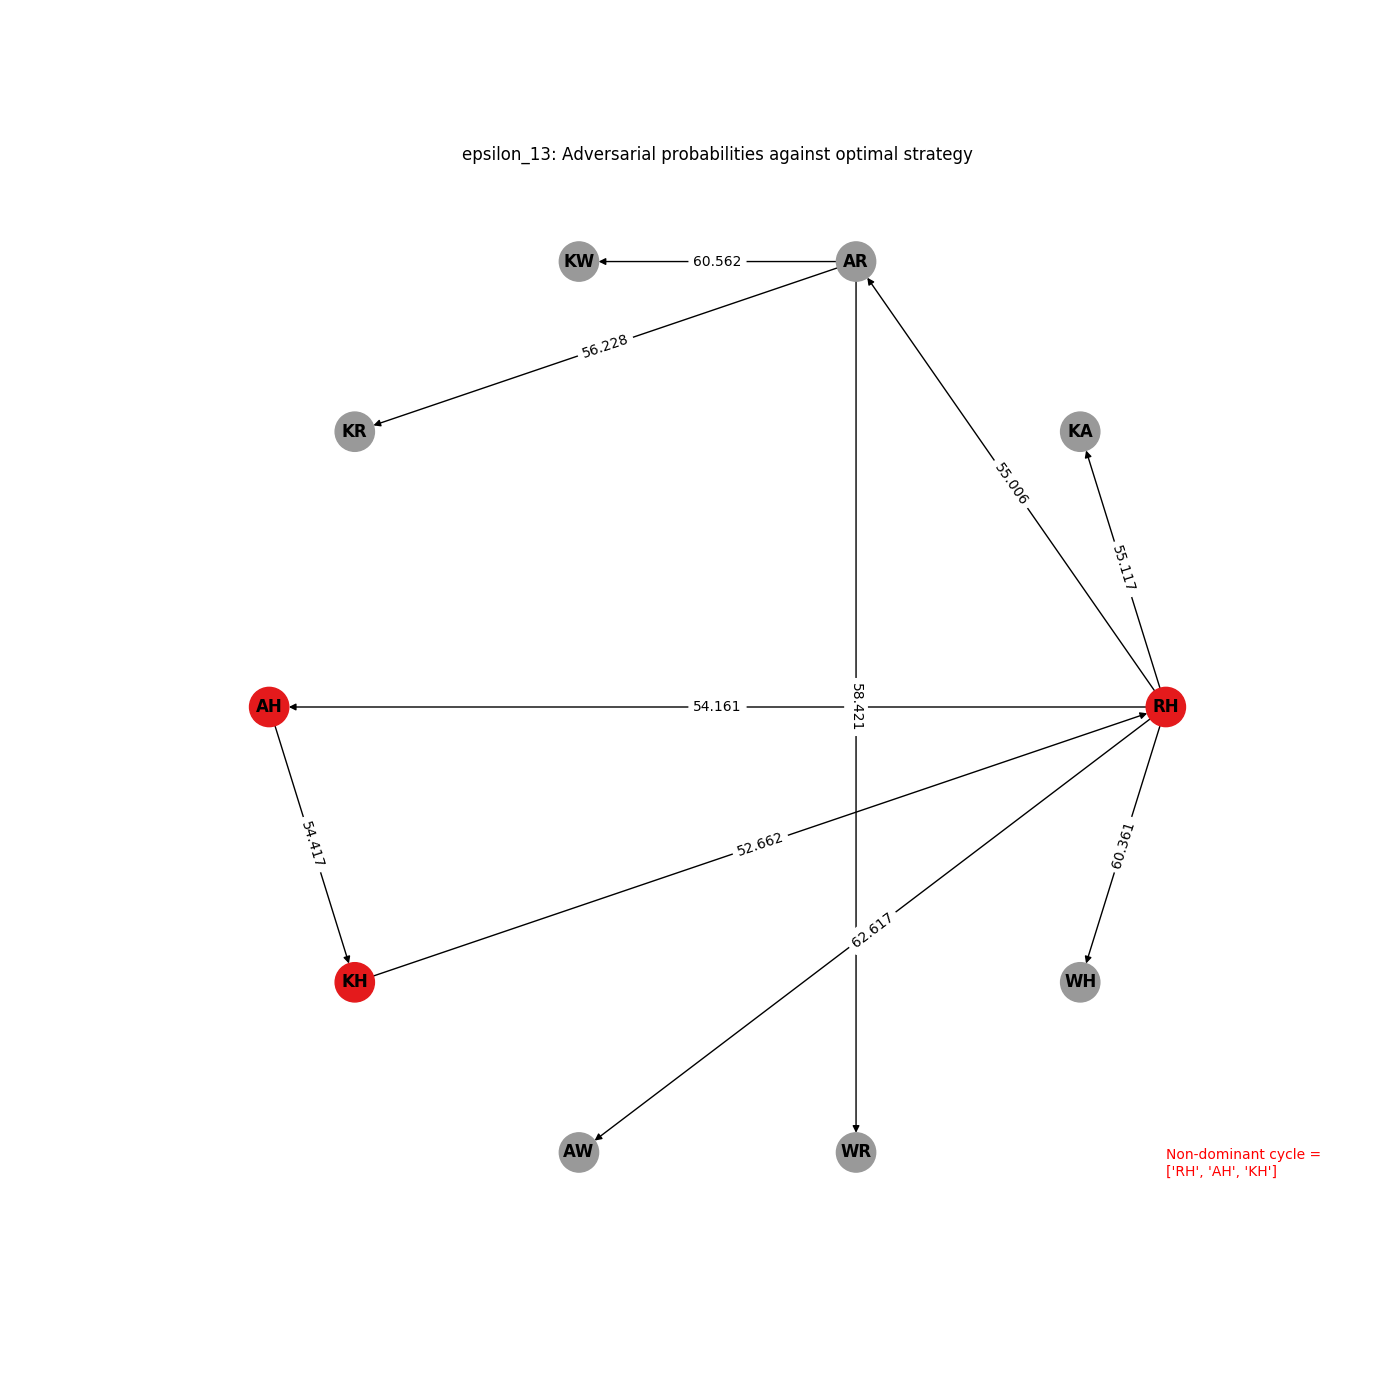 epsilon_13: Adversarial probabilities against optimal strategy
KW
60.562
AR
56.228
KR
KA
55.006
55.117
AH
54.161
58.421
RH
54.417
52.662
60.361
62.617
KH
WH
AW
WR
Non-dominant cycle =
['RH', 'AH', 'KH']